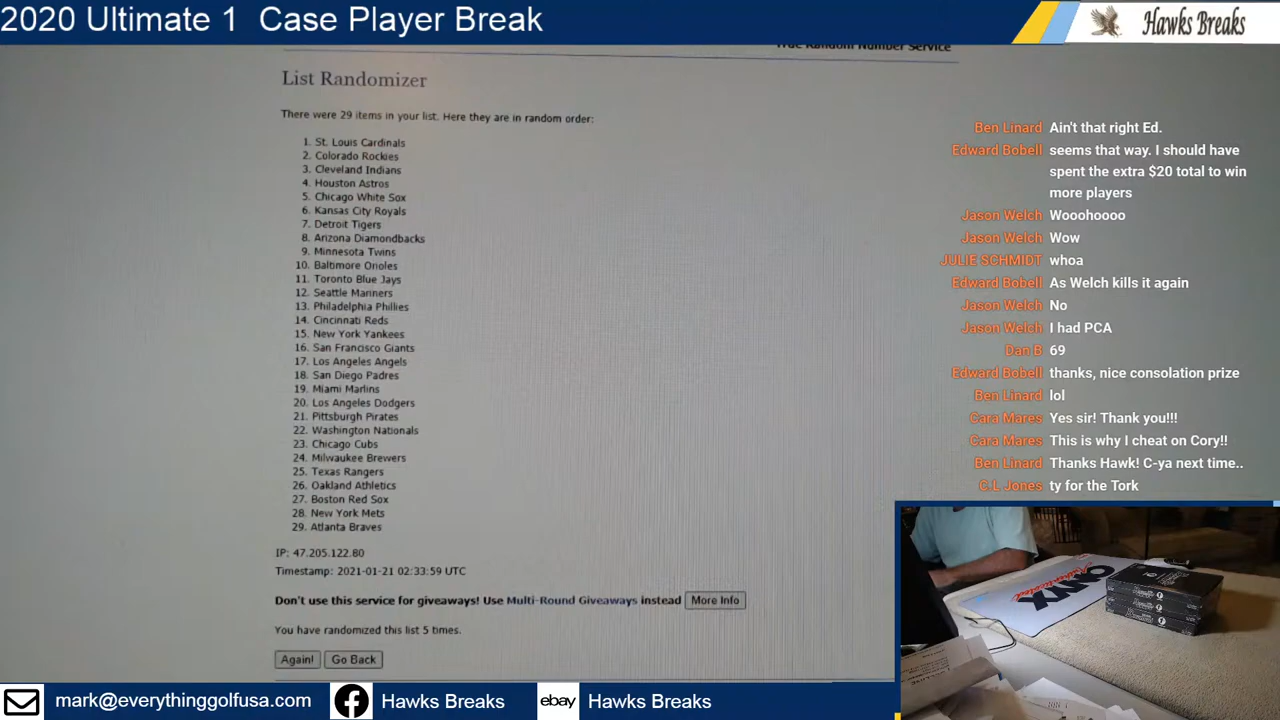 2020 Ultimate 1 Case Player Break
Hawks Breaks
True Random Number Service
List Randomizer
There were 29 items in your list. Here they are in random order:
1. St. Louis Cardinals
2. Colorado Rockies
3. Cleveland Indians
4. Houston Astros
5. Chicago White Sox
6. Kansas City Royals
7. Detroit Tigers
8. Arizona Diamondbacks
9. Minnesota Twins
10. Baltimore Orioles
11. Toronto Blue Jays
12. Seattle Mariners
13. Philadelphia Phillies
14. Cincinnati Reds
15. New York Yankees
16. San Francisco Giants
17. Los Angeles Angels
18. San Diego Padres
19. Miami Marlins
20. Los Angeles Dodgers
21. Pittsburgh Pirates
22. Washington Nationals
23. Chicago Cubs
24. Milwaukee Brewers
25. Texas Rangers
26. Oakland Athletics
27. Boston Red Sox
28. New York Mets
29. Atlanta Braves
IP: 47.205.122.80
Timestamp: 2021-01-21 02:33:59 UTC
Don't use this service for giveaways! Use Multi-Round Giveaways instead More Info
You have randomized this list 5 times.
Again! Go Back
Ben Linard Ain't that right Ed.
Edward Bobell seems that way. I should have
spent the extra $20 total to win
more players
Jason Welch Wooohoooo
Jason Welch Wow
JULIE SCHMIDT whoa
Edward Bobell As Welch kills it again
Jason Welch No
Jason Welch I had PCA
Dan B 69
Edward Bobell thanks, nice consolation prize
Ben Linard lol
Cara Mares Yes sir! Thank you!!!
Cara Mares This is why I cheat on Cory!!
Ben Linard Thanks Hawk! C-ya next time..
C.L Jones ty for the Tork
ONYX
Authenticated
mark@everythinggolfusa.com
Hawks Breaks
ebay
Hawks Breaks